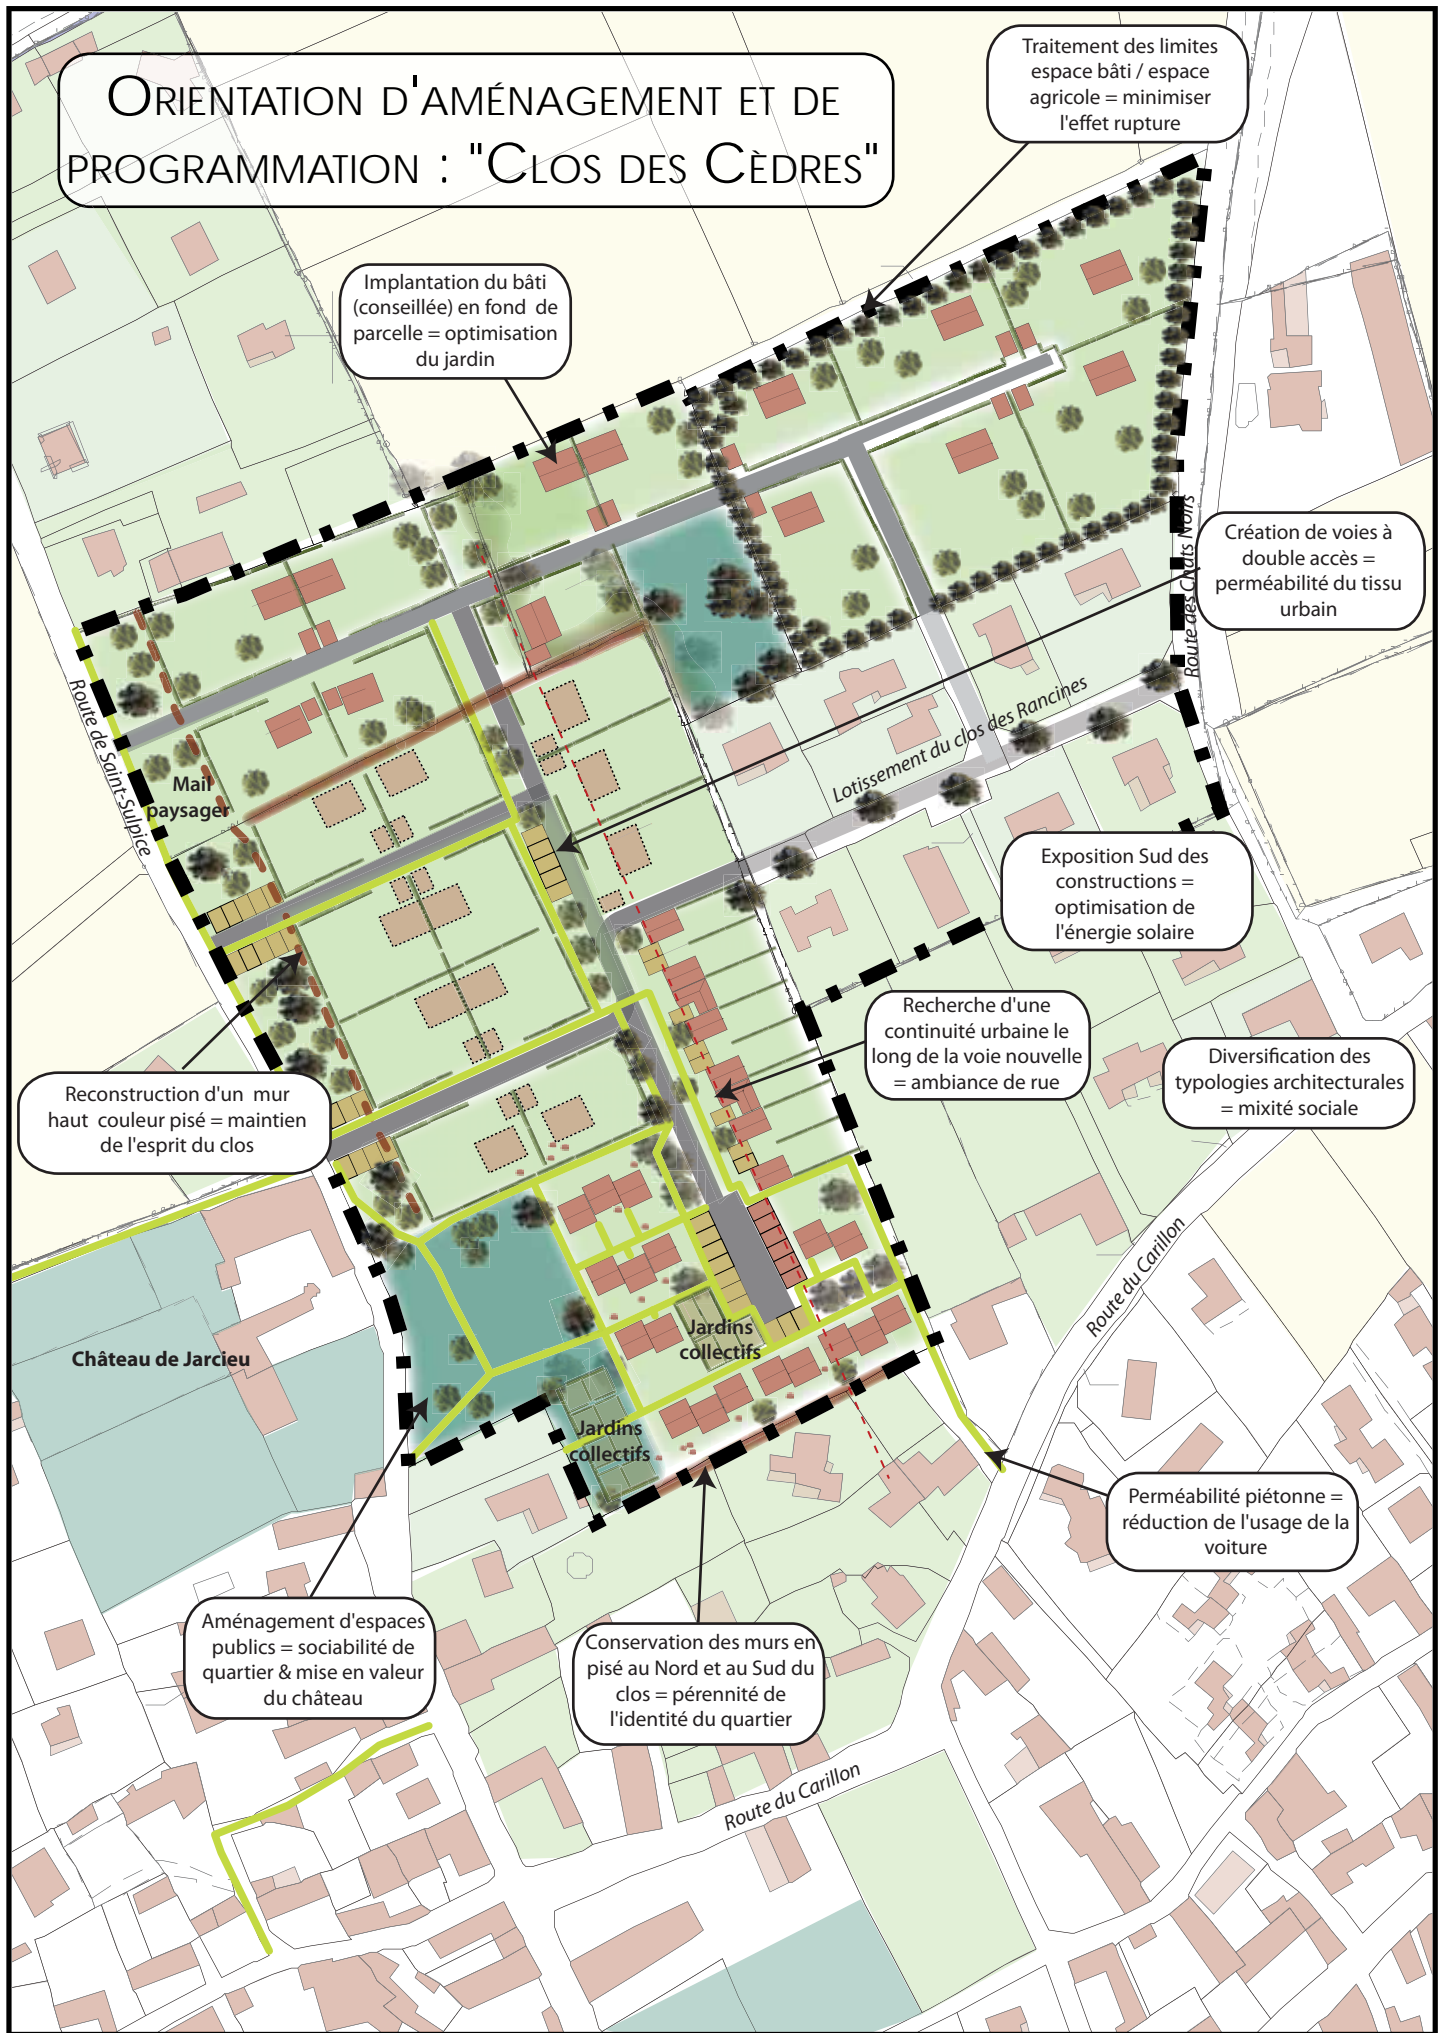 ORIENTATION D'AMÉNAGEMENT ET DE
PROGRAMMATION : "CLOS DES CÈDRES"
Traitement des limites
espace bâti / espace
agricole = minimiser
l'effet rupture
Implantation du bâti
(conseillée) en fond de
parcelle = optimisation
du jardin
Création de voies à
double accès =
perméabilité du tissu
urbain
Route des Chats Noirs
Route de Saint-Sulpice
Mail
paysager
Lotissement du clos des Rancines
Exposition Sud des
constructions =
optimisation de
l'énergie solaire
Recherche d'une
continuité urbaine le
long de la voie nouvelle
= ambiance de rue
Diversification des
typologies architecturales
= mixité sociale
Reconstruction d'un mur
haut couleur pisé = maintien
de l'esprit du clos
Route du Carillon
Château de Jarcieu
Jardins
collectifs
Jardins
collectifs
Perméabilité piétonne =
réduction de l'usage de la
voiture
Aménagement d'espaces
publics = sociabilité de
quartier & mise en valeur
du château
Conservation des murs en
pisé au Nord et au Sud du
clos = pérennité de
l'identité du quartier
Route du Carillon